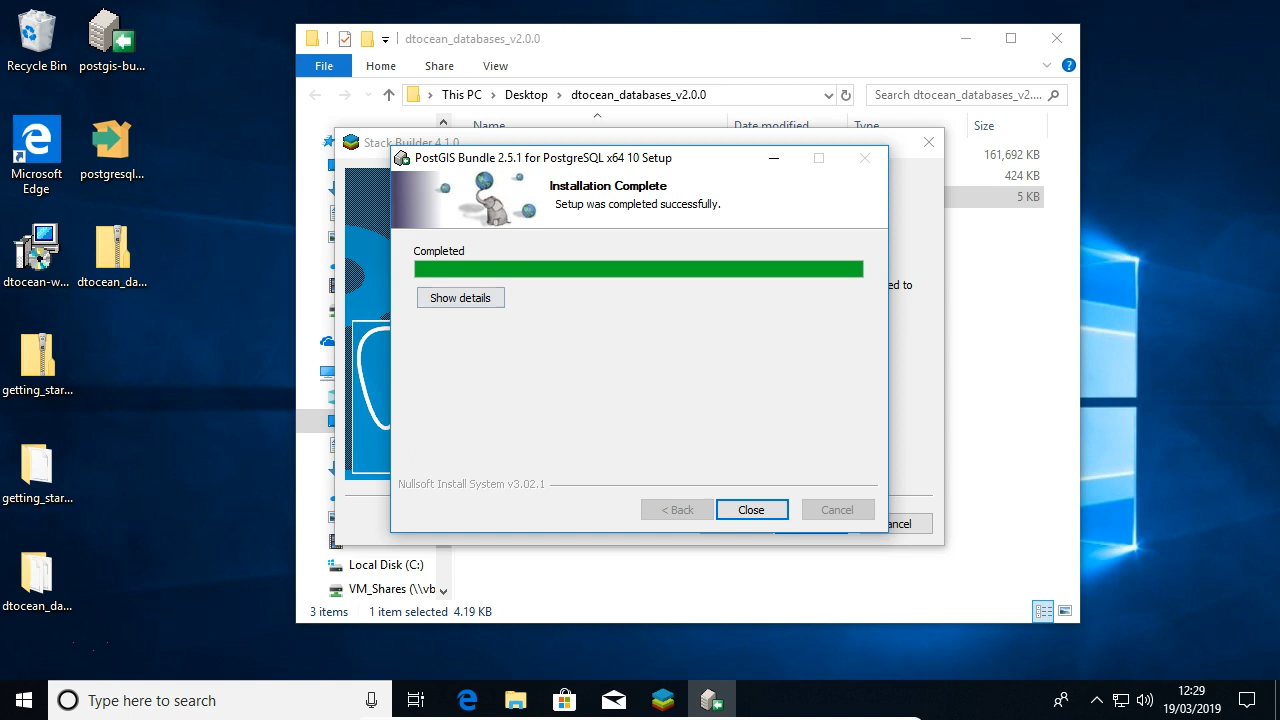 Recycle Bin
postgis-bu...
Microsoft
Edge
postgresql...
dtocean-w...
dtocean_da...
getting_star...
getting_star...
dtocean_da...
dtocean_databases_v2.0.0
File
Home
Share
View
This PC
Desktop
dtocean_databases_v2.0.0
Search dtocean_databases_v2....
Name
Date modified
Type
Size
161,692 KB
424 KB
5 KB
Stack Builder 4.1.0
PostGIS Bundle 2.5.1 for PostgreSQL x64 10 Setup
Installation Complete
Setup was completed successfully.
Completed
Show details
ed to
Nullsoft Install System v3.02.1
< Back
Close
Cancel
ancel
Local Disk (C:)
VM_Shares (\\vb
3 items
1 item selected 4.19 KB
Type here to search
12:29
19/03/2019